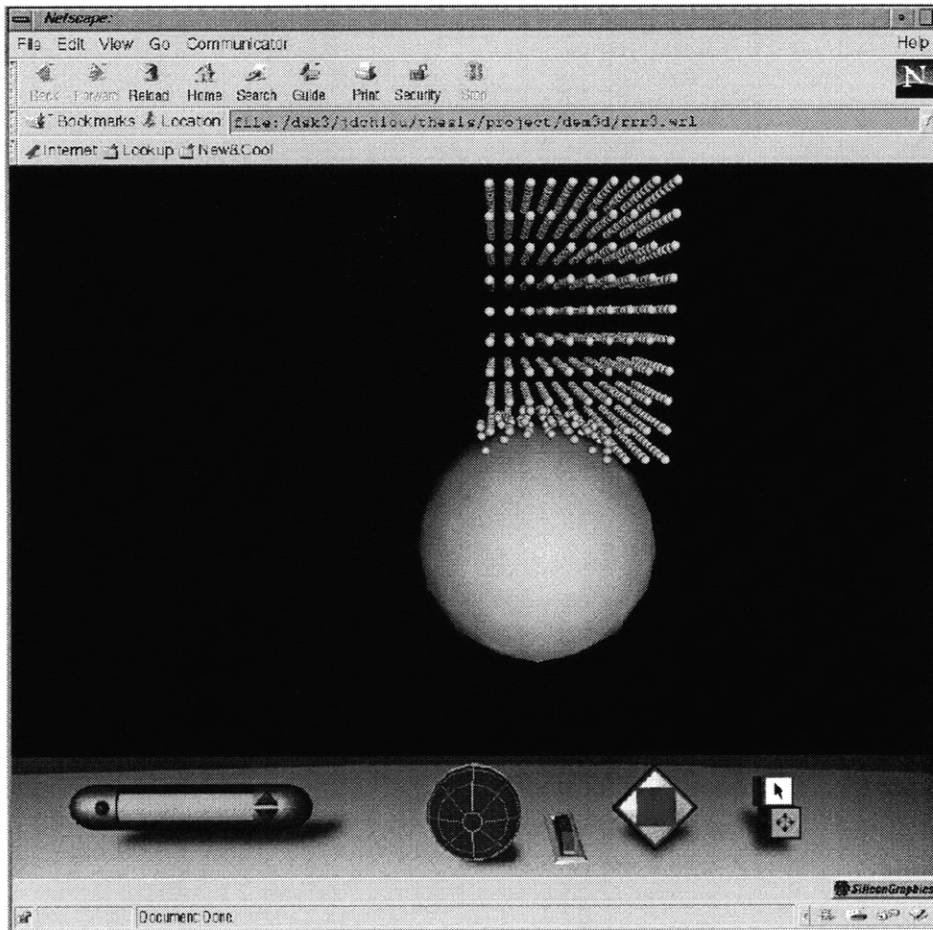 Netscape:
File Edit View Go Communicator Help
Back Forward Reload Home Search Guide Print Security Stop
N
Bookmarks Location: file:/dsk3/jdchiou/thesis/project/dem3d/rrr3.wrl
Internet Lookup New&Cool
SiliconGraphics
Document: Done.